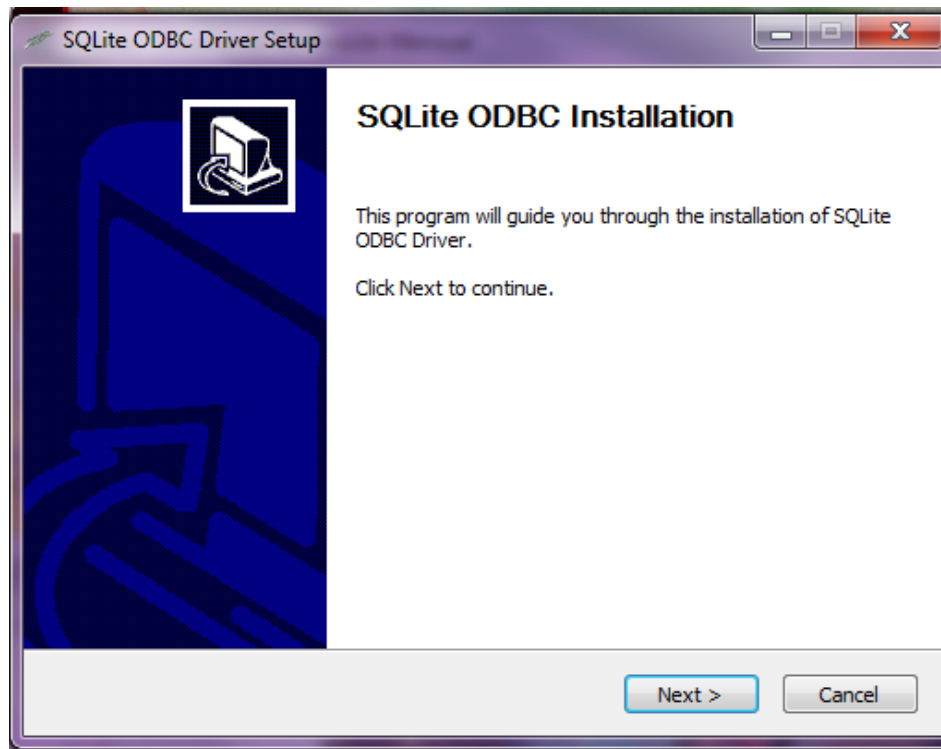 SQLite ODBC Driver Setup
SQLite ODBC Installation
This program will guide you through the installation of SQLite
ODBC Driver.
Click Next to continue.
Next >
Cancel